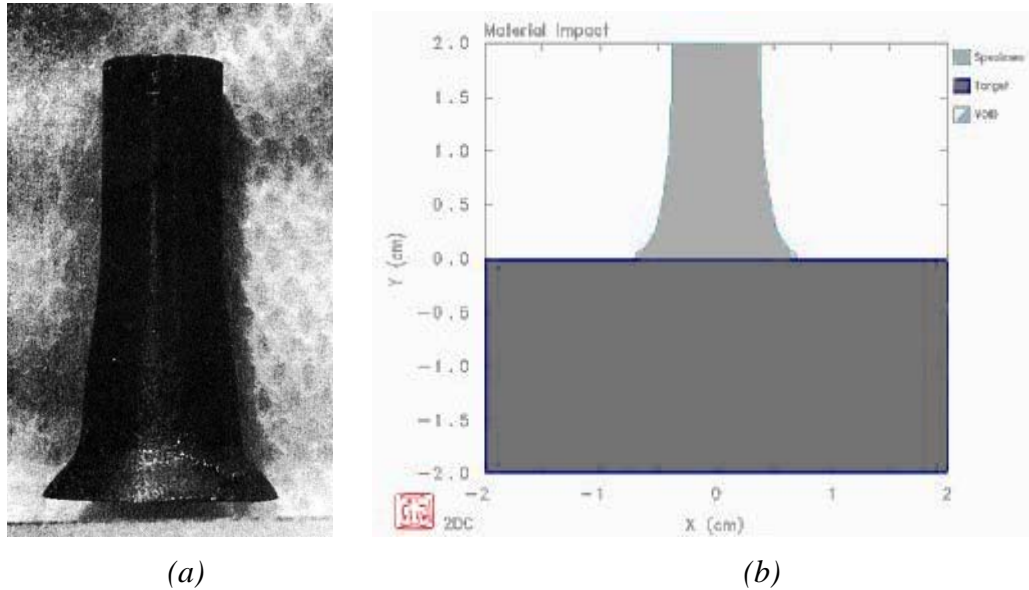 Material Impact
2.0
1.5
1.0
0.5
0.0
-0.5
-1.0
-1.5
-2.0
Y (cm)
-2 -1 0 1 2
X (cm)
Specimen
Target
VOID
2DC
(a) (b)